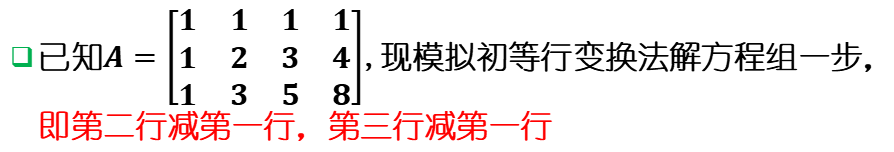 已知A = [1 1 1 1
1 2 3 4
1 3 5 8], 现模拟初等行变换法解方程组一步，
即第二行减第一行，第三行减第一行